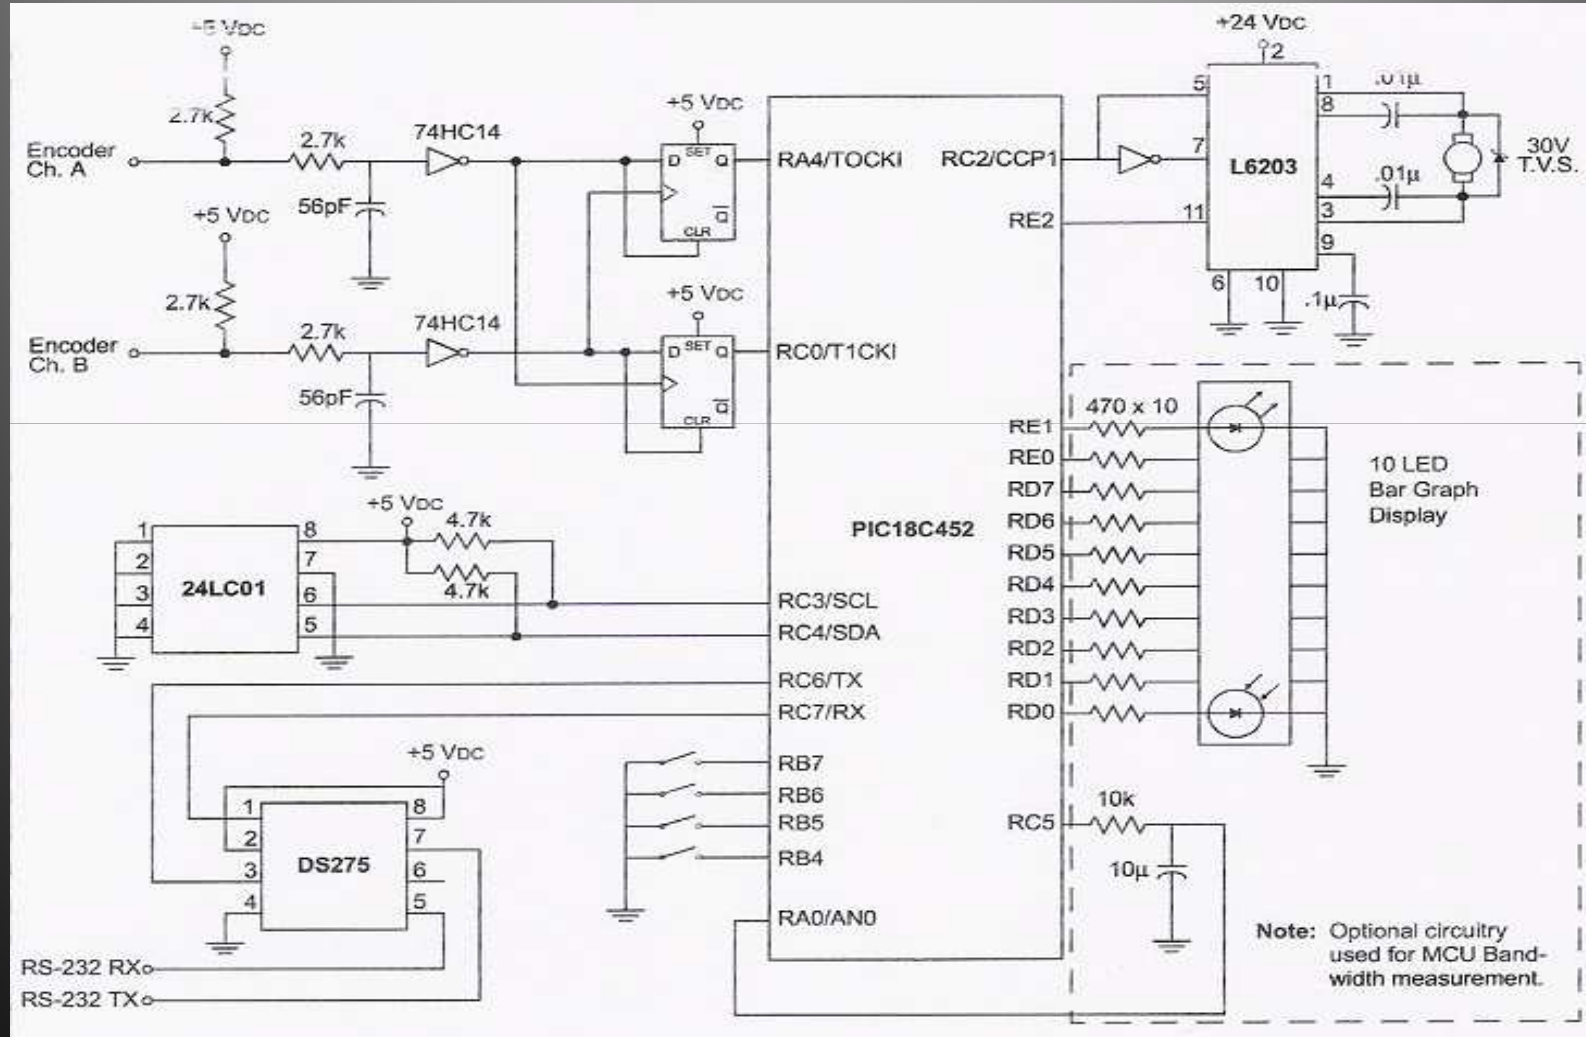 +5 VDC
2.7k
Encoder
Ch. A
2.7k
56pF
74HC14
+5 VDC
D SET Q
Q
CLR
+5 VDC
2.7k
Encoder
Ch. B
2.7k
56pF
74HC14
+5 VDC
D SET Q
Q
CLR
RA4/TOCKI
RC0/T1CKI
RC2/CCP1
RE2
+24 VDC
2
5
7
11
L6203
1
8
4
3
9
6
10
.01µ
.01µ
.1µ
30V
T.V.S.
PIC18C452
+5 VDC
4.7k
4.7k
1
2
3
4
24LC01
8
7
6
5
RC3/SCL
RC4/SDA
RC6/TX
RC7/RX
+5 VDC
1
2
3
4
DS275
8
7
6
5
RS-232 RX
RS-232 TX
RB7
RB6
RB5
RB4
RA0/AN0
470 x 10
RE1
RE0
RD7
RD6
RD5
RD4
RD3
RD2
RD1
RD0
10 LED
Bar Graph
Display
RC5
10k
10µ
Note: Optional circuitry
used for MCU Band-
width measurement.